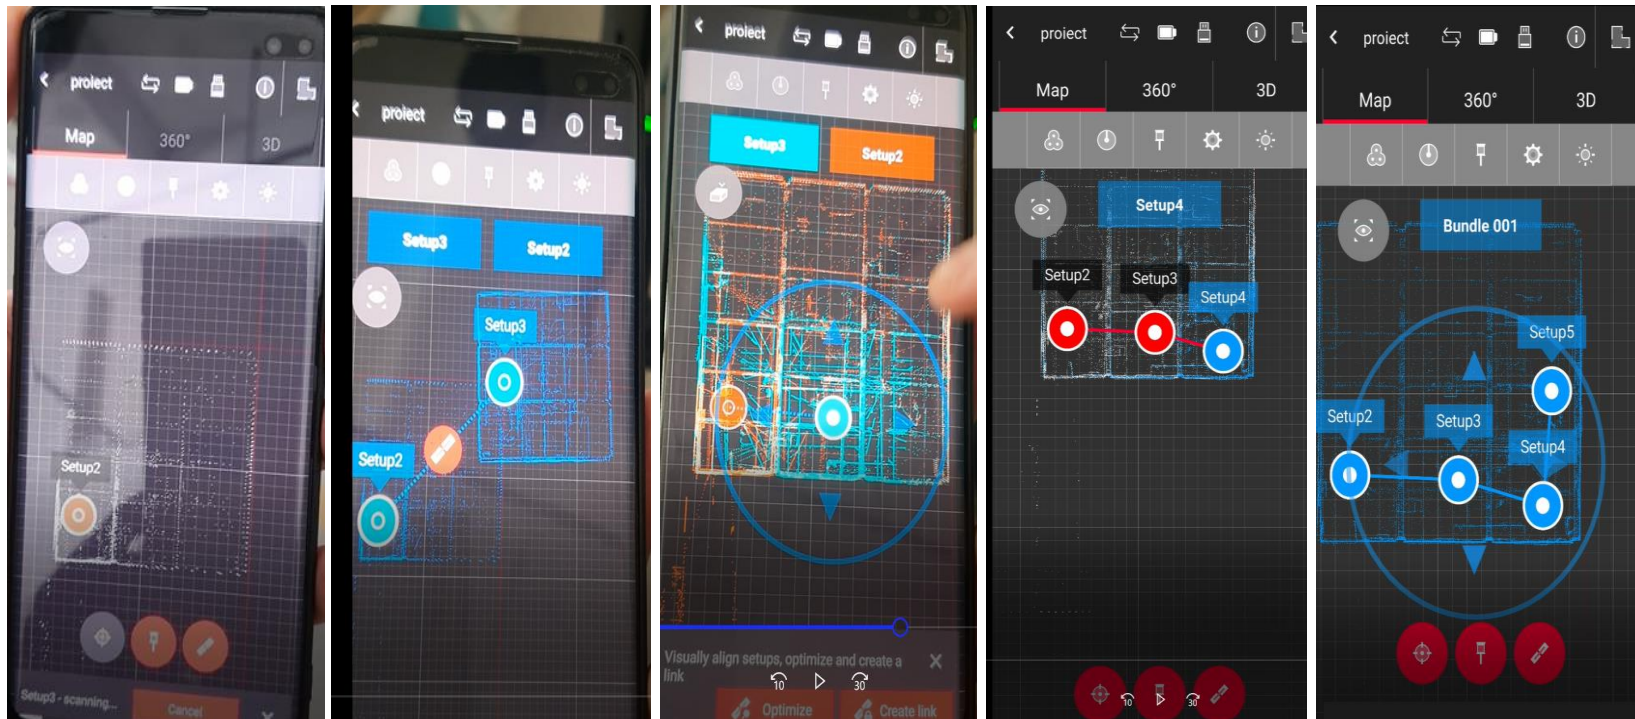 project
Map 360° 3D
Setup2
Setup3 - scanning...
Cancel
project
Setup3 Setup2
Setup3
Setup2
project
Setup3 Setup2
Visually align setups, optimize and create a
link
10 30
Optimize Create link
project
Map 360° 3D
Setup4
Setup2 Setup3
Setup4
10 30
project
Map 360° 3D
Bundle 001
Setup5
Setup2 Setup3
Setup4